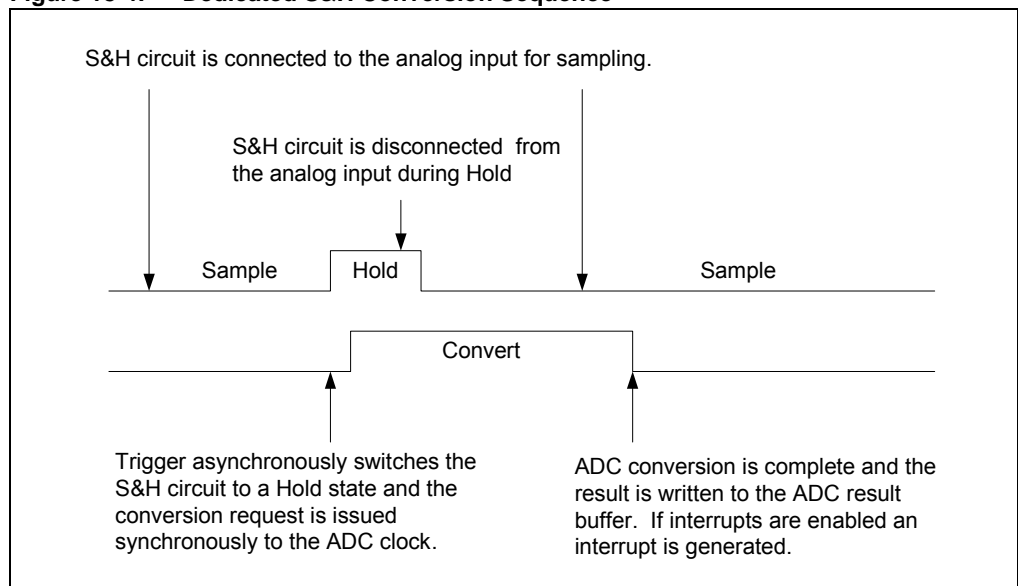 S&H circuit is connected to the analog input for sampling.
S&H circuit is disconnected from
the analog input during Hold
Sample
Hold
Sample
Convert
Trigger asynchronously switches the
S&H circuit to a Hold state and the
conversion request is issued
synchronously to the ADC clock.
ADC conversion is complete and the
result is written to the ADC result
buffer. If interrupts are enabled an
interrupt is generated.